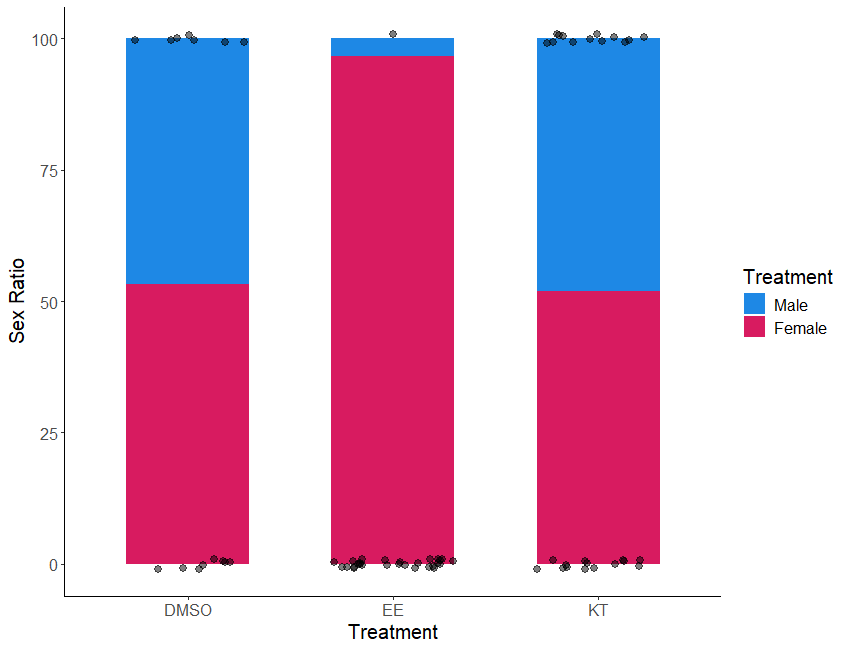 100
75
50
25
0
Sex Ratio
DMSO
EE
KT
Treatment
Treatment
Male
Female